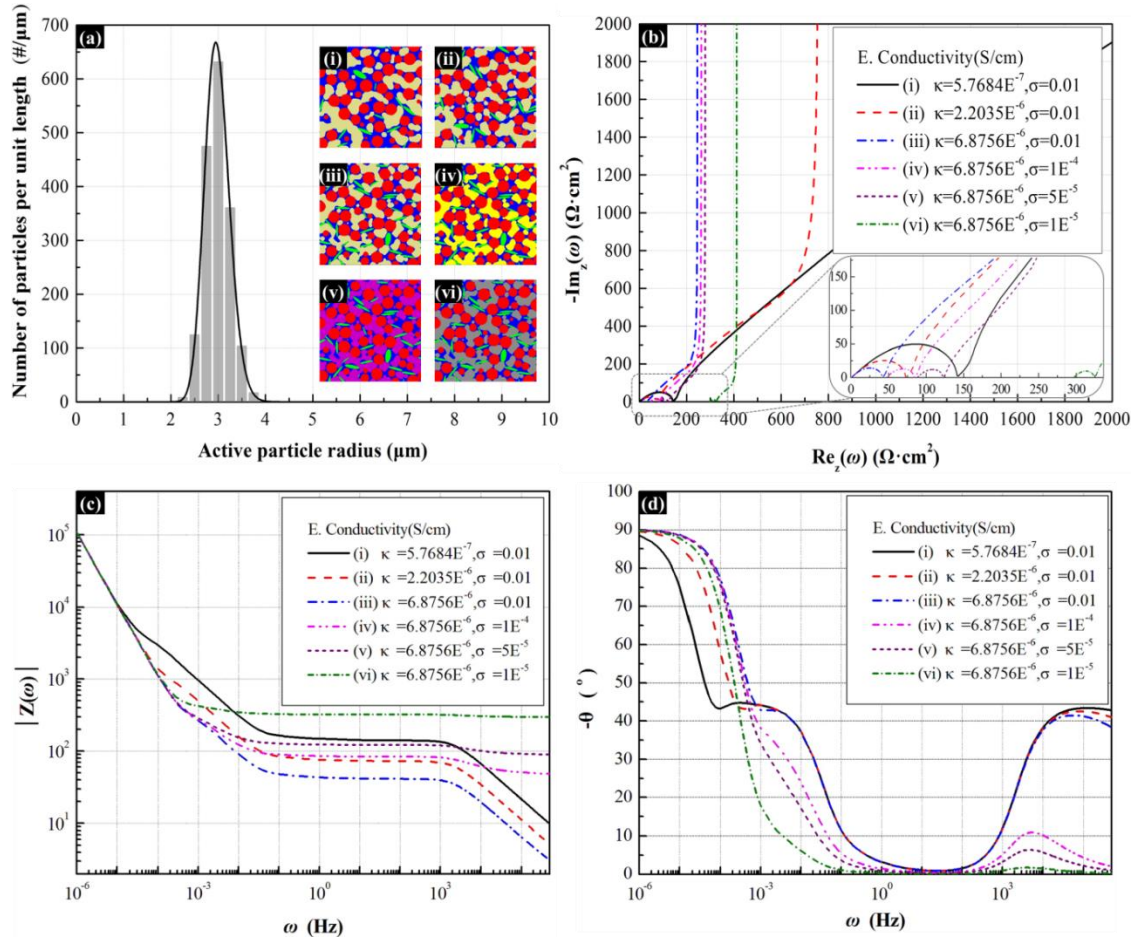 (a)
Number of particles per unit length (#/µm)
700
600
500
400
300
200
100
0
(i)
(ii)
(iii)
(iv)
(v)
(vi)
0 1 2 3 4 5 6 7 8 9 10
Active particle radius (µm)
(b)
-Im_z(ω) (Ω·cm²)
2000
1800
1600
1400
1200
1000
800
600
400
200
0
E. Conductivity(S/cm)
(i) κ=5.7684E⁻⁷,σ=0.01
(ii) κ=2.2035E⁻⁶,σ=0.01
(iii) κ=6.8756E⁻⁶,σ=0.01
(iv) κ=6.8756E⁻⁶,σ=1E⁻⁴
(v) κ=6.8756E⁻⁶,σ=5E⁻⁵
(vi) κ=6.8756E⁻⁶,σ=1E⁻⁵
150
100
50
0
0 50 100 150 200 250 300
0 200 400 600 800 1000 1200 1400 1600 1800 2000
Re_z(ω) (Ω·cm²)
(c)
|Z(ω)|
10⁵
10⁴
10³
10²
10¹
E. Conductivity(S/cm)
(i) κ =5.7684E⁻⁷,σ =0.01
(ii) κ =2.2035E⁻⁶,σ =0.01
(iii) κ =6.8756E⁻⁶,σ =0.01
(iv) κ =6.8756E⁻⁶,σ =1E⁻⁴
(v) κ =6.8756E⁻⁶,σ =5E⁻⁵
(vi) κ =6.8756E⁻⁶,σ =1E⁻⁵
10⁻⁶ 10⁻³ 10⁰ 10³
ω (Hz)
(d)
-θ (°)
100
90
80
70
60
50
40
30
20
10
0
E. Conductivity(S/cm)
(i) κ =5.7684E⁻⁷,σ =0.01
(ii) κ =2.2035E⁻⁶,σ =0.01
(iii) κ =6.8756E⁻⁶,σ =0.01
(iv) κ =6.8756E⁻⁶,σ =1E⁻⁴
(v) κ =6.8756E⁻⁶,σ =5E⁻⁵
(vi) κ =6.8756E⁻⁶,σ =1E⁻⁵
10⁻⁶ 10⁻³ 10⁰ 10³
ω (Hz)